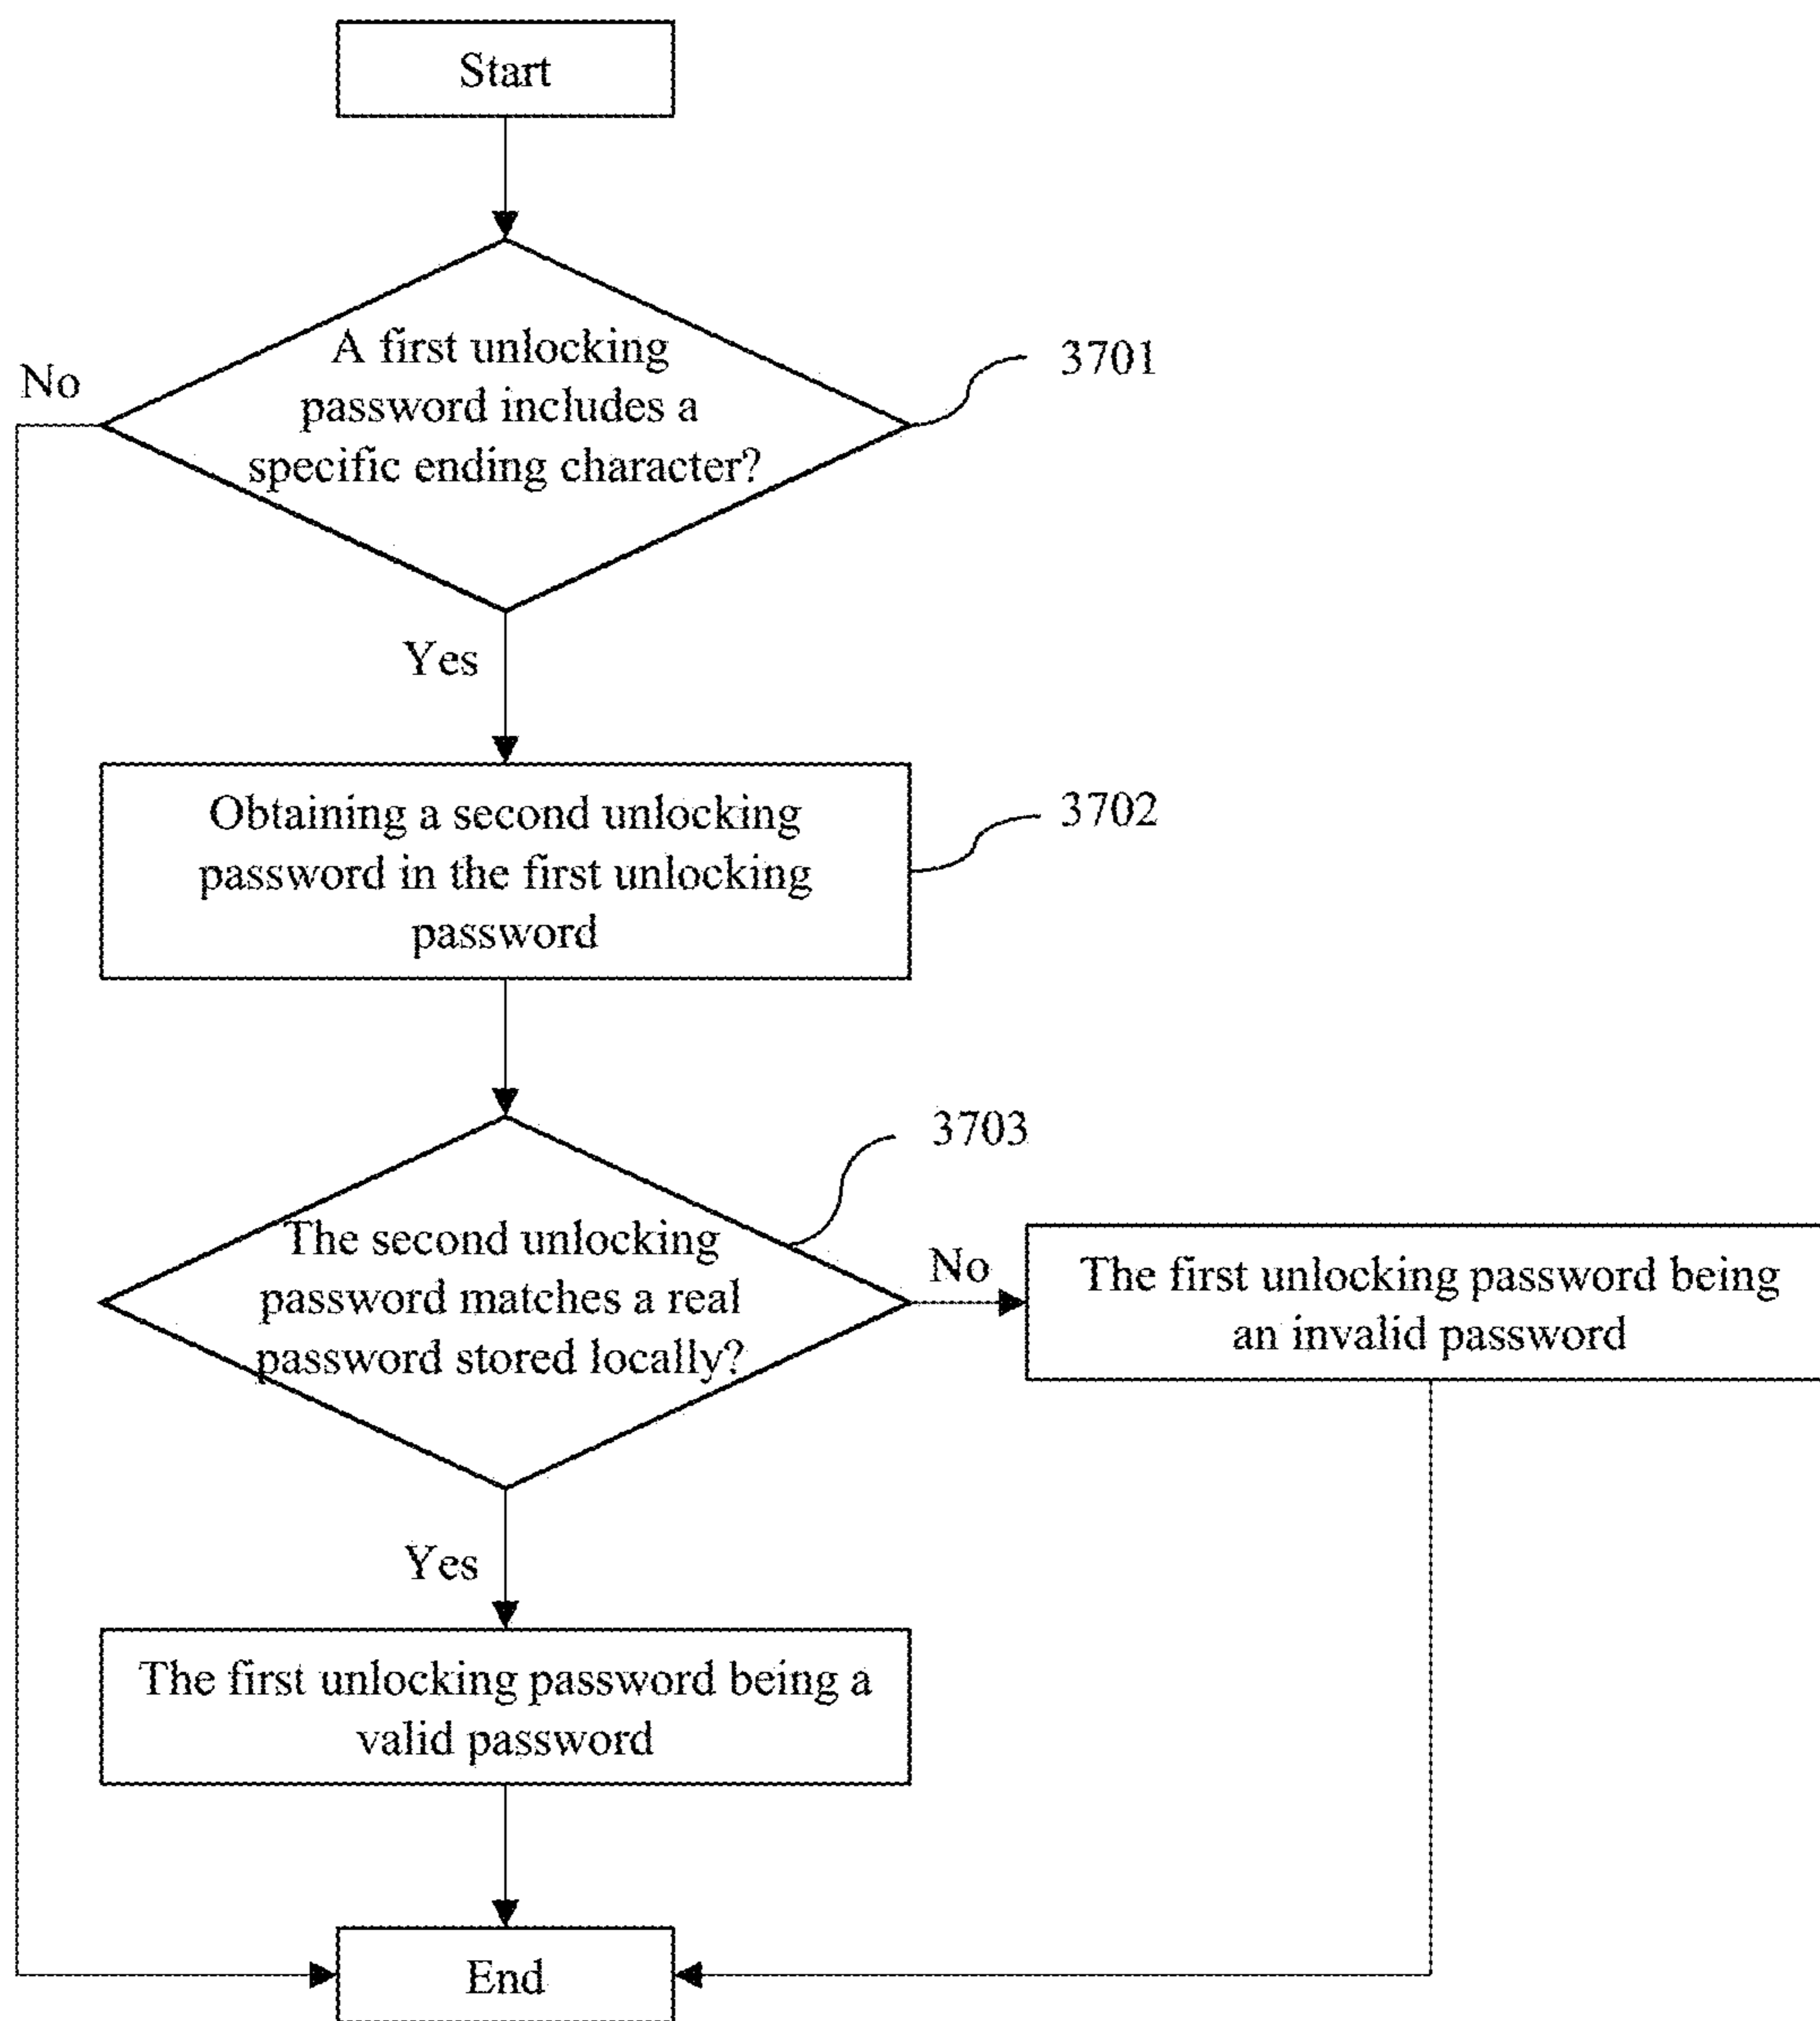 Start
A first unlocking
password includes a
specific ending character?
3701
No
Yes
Obtaining a second unlocking
password in the first unlocking
password
3702
3703
The second unlocking
password matches a real
password stored locally?
No
The first unlocking password being
an invalid password
Yes
The first unlocking password being a
valid password
End